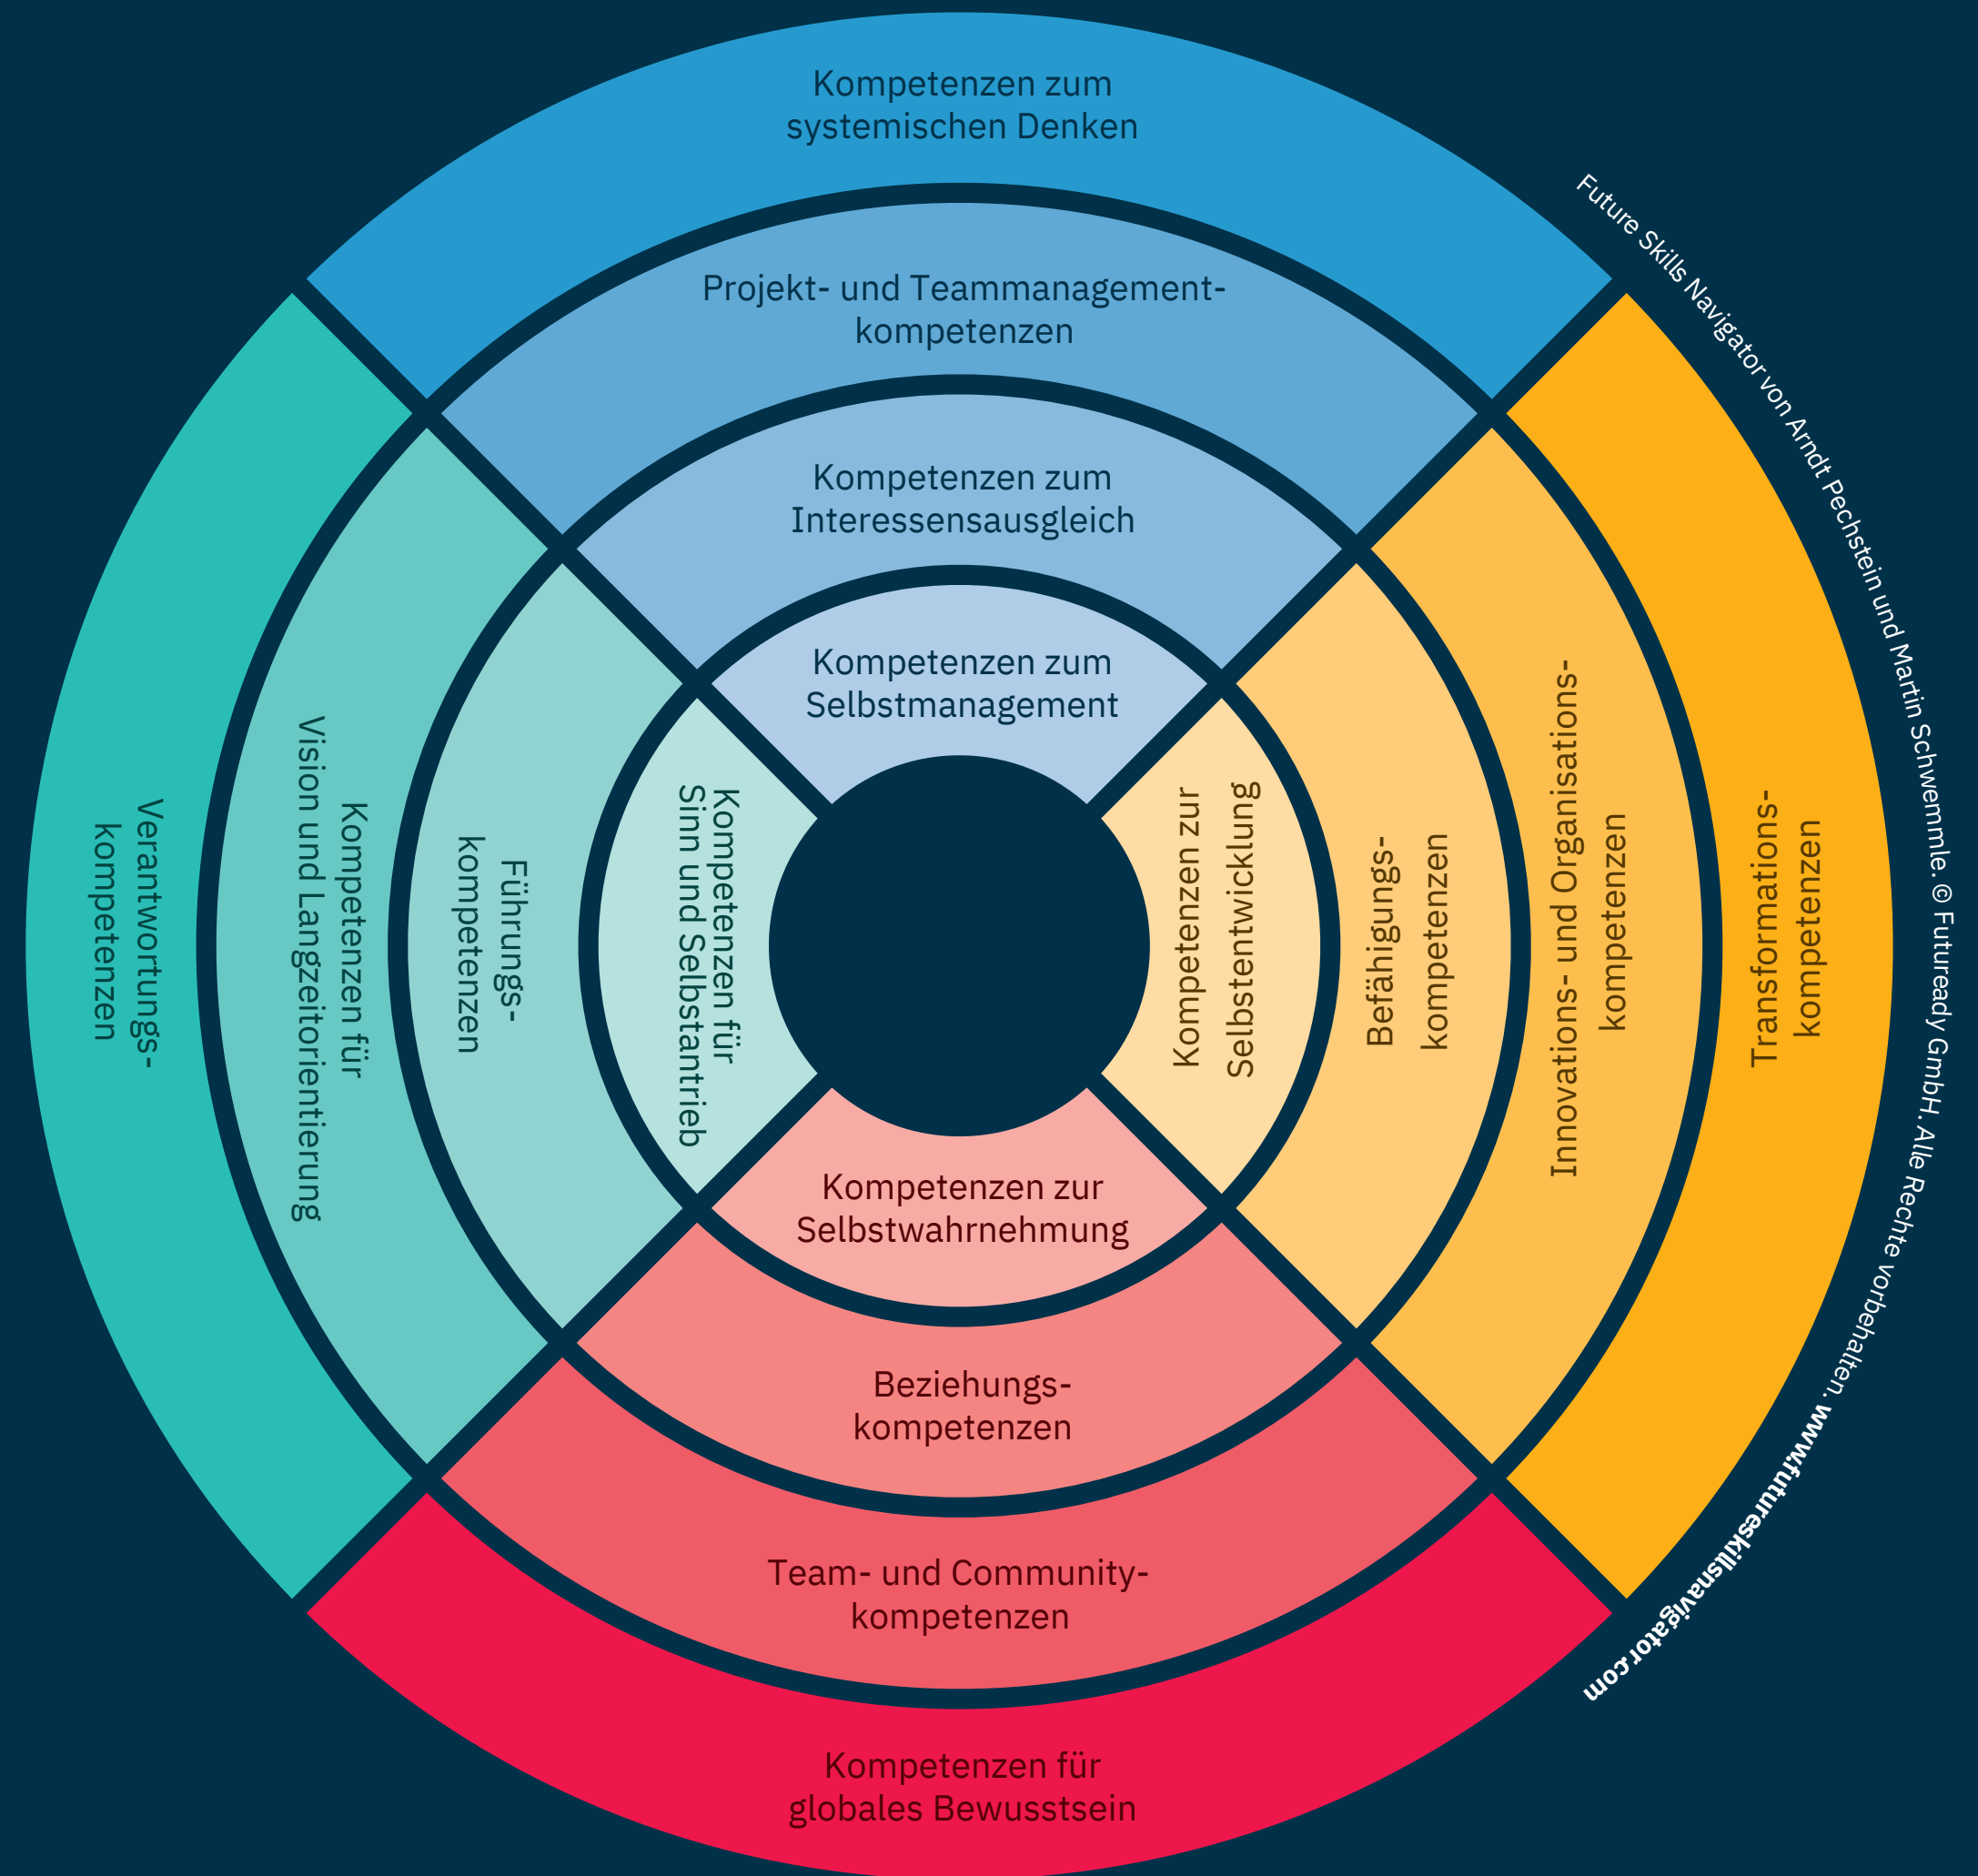 Kompetenzen zum
systemischen Denken
Projekt- und Teammanagement-
kompetenzen
Kompetenzen zum
Interessensausgleich
Kompetenzen zum
Selbstmanagement
Verantwortungs-
kompetenzen
Kompetenzen für
Vision und Langzeitorientierung
Führungs-
kompetenzen
Kompetenzen für
Sinn und Selbstantrieb
Kompetenzen zur
Selbstentwicklung
Befähigungs-
kompetenzen
Innovations- und Organisations-
kompetenzen
Transformations-
kompetenzen
Kompetenzen zur
Selbstwahrnehmung
Beziehungs-
kompetenzen
Team- und Community-
kompetenzen
Kompetenzen für
globales Bewusstsein
Future Skills Navigator von Arndt Pechstein und Martin Schwemmle. © Futuready GmbH. Alle Rechte vorbehalten. www.futureskillsnavigator.com